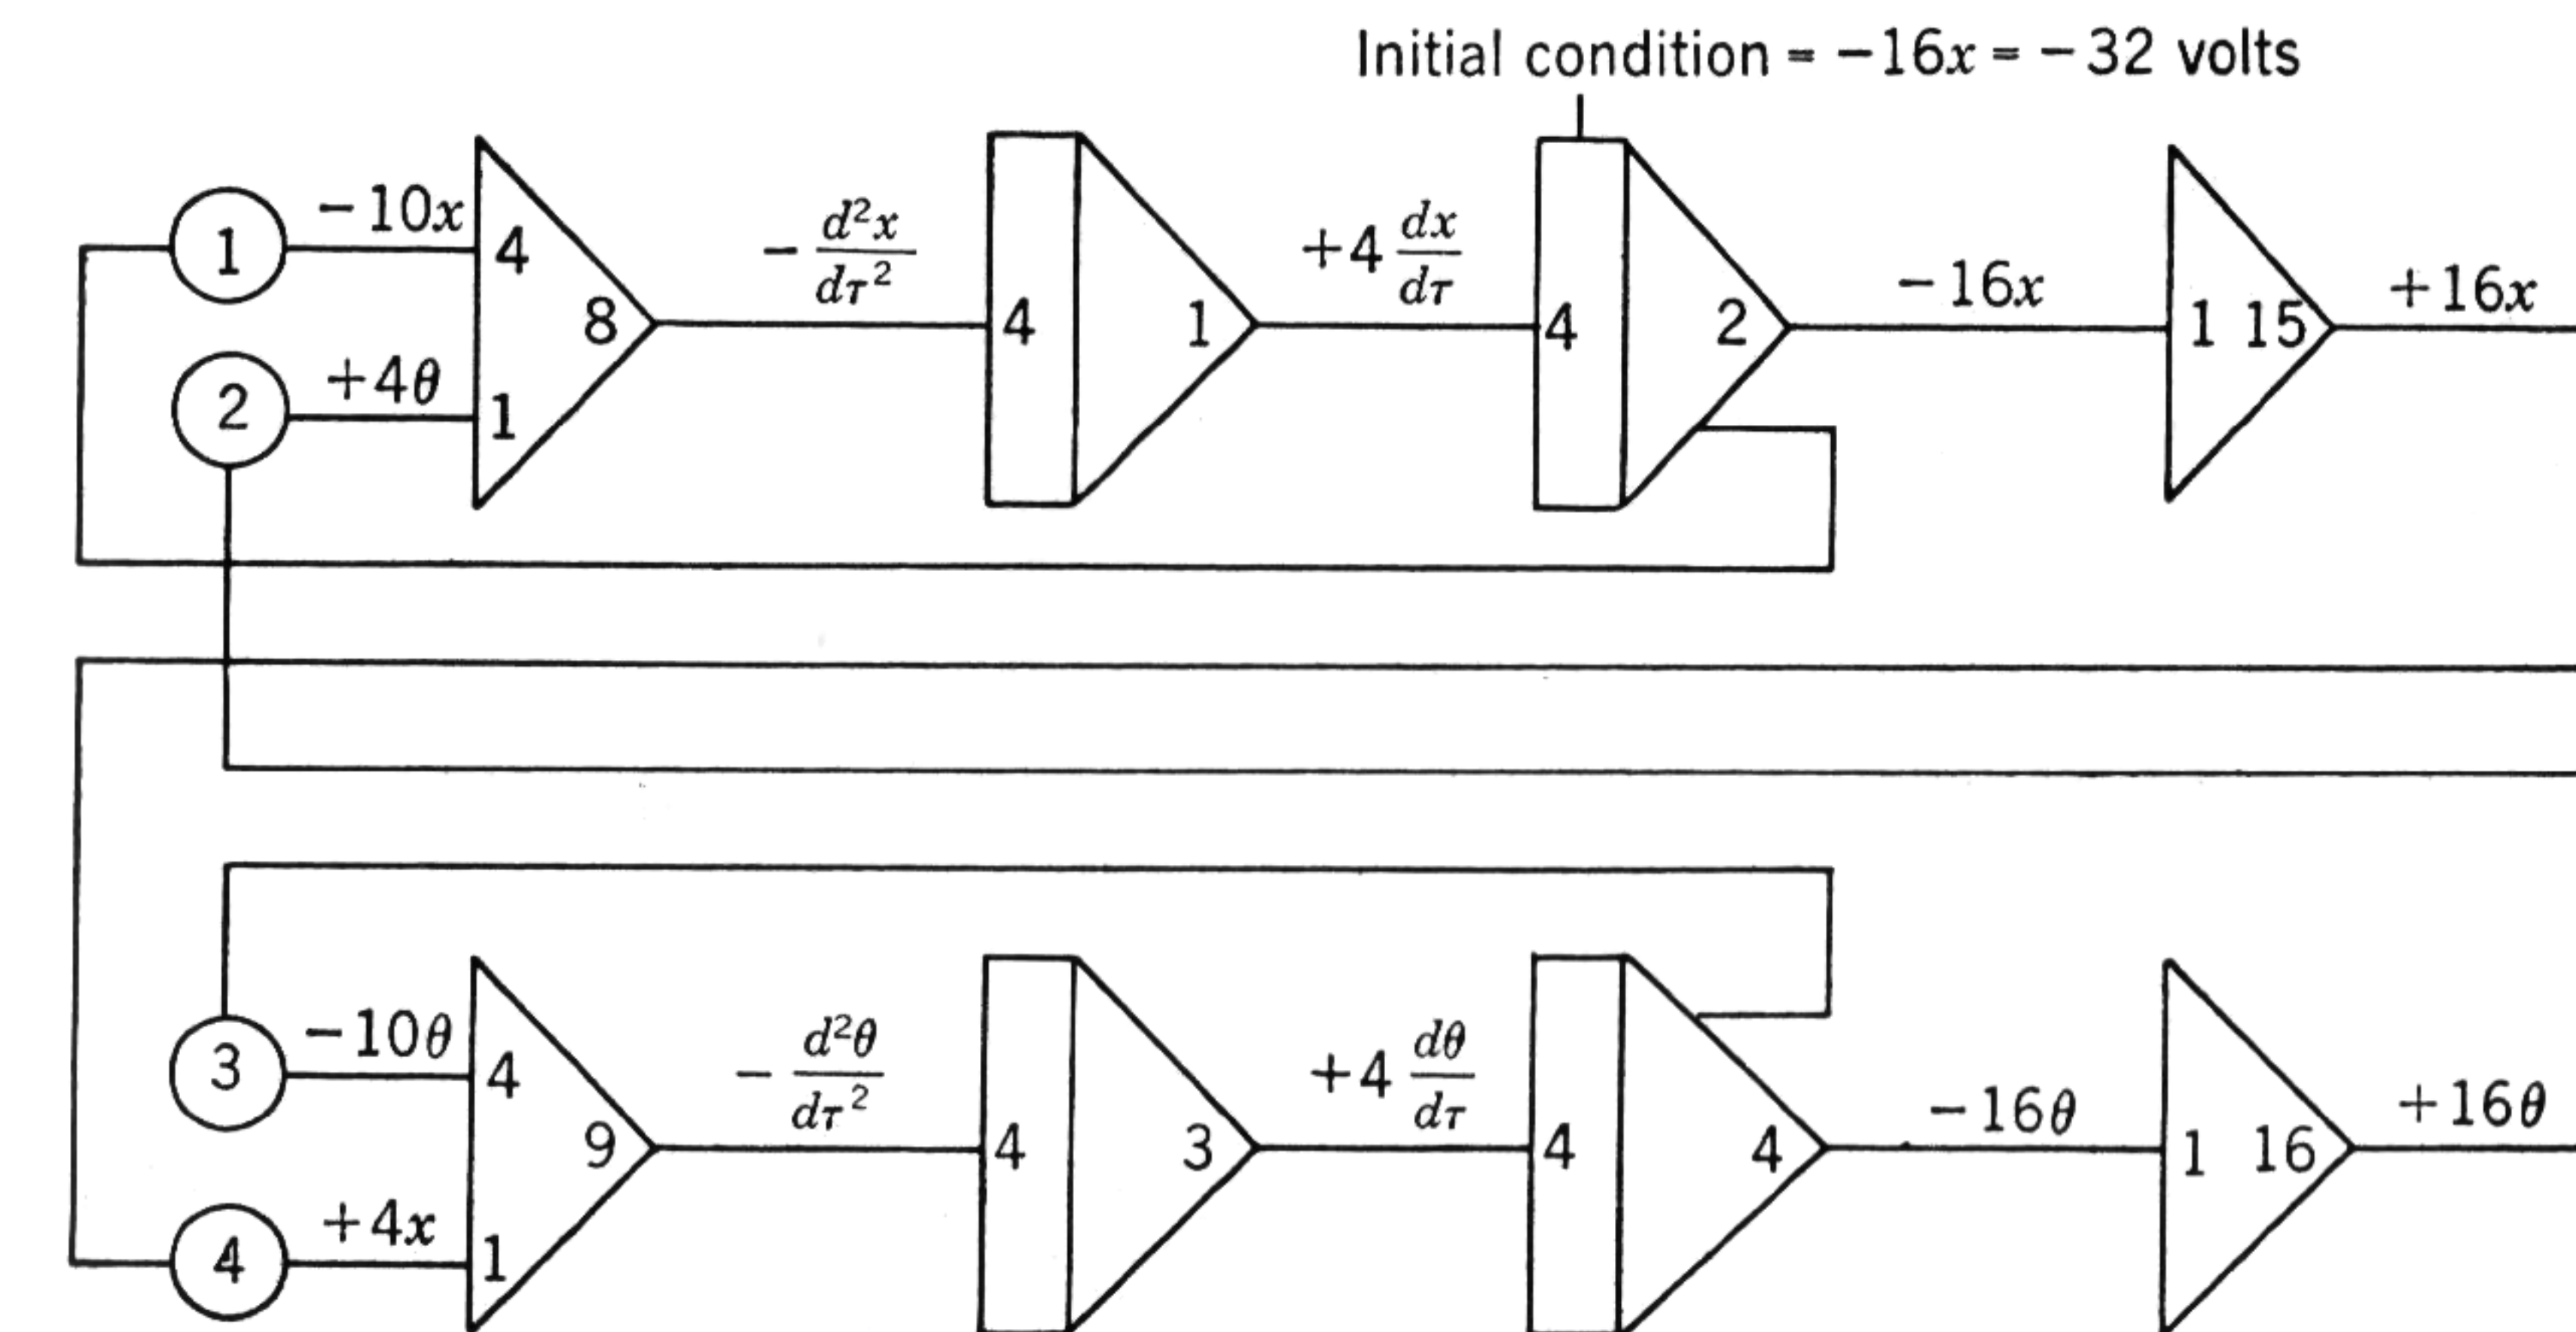 Initial condition = −16x = −32 volts
1 −10x 4 8 − d²x/dτ² 4 1 +4 dx/dτ 4 2 −16x 1 15 +16x
2 +4θ 1
3 −10θ 4 9 − d²θ/dτ² 4 3 +4 dθ/dτ 4 4 −16θ 1 16 +16θ
4 +4x 1